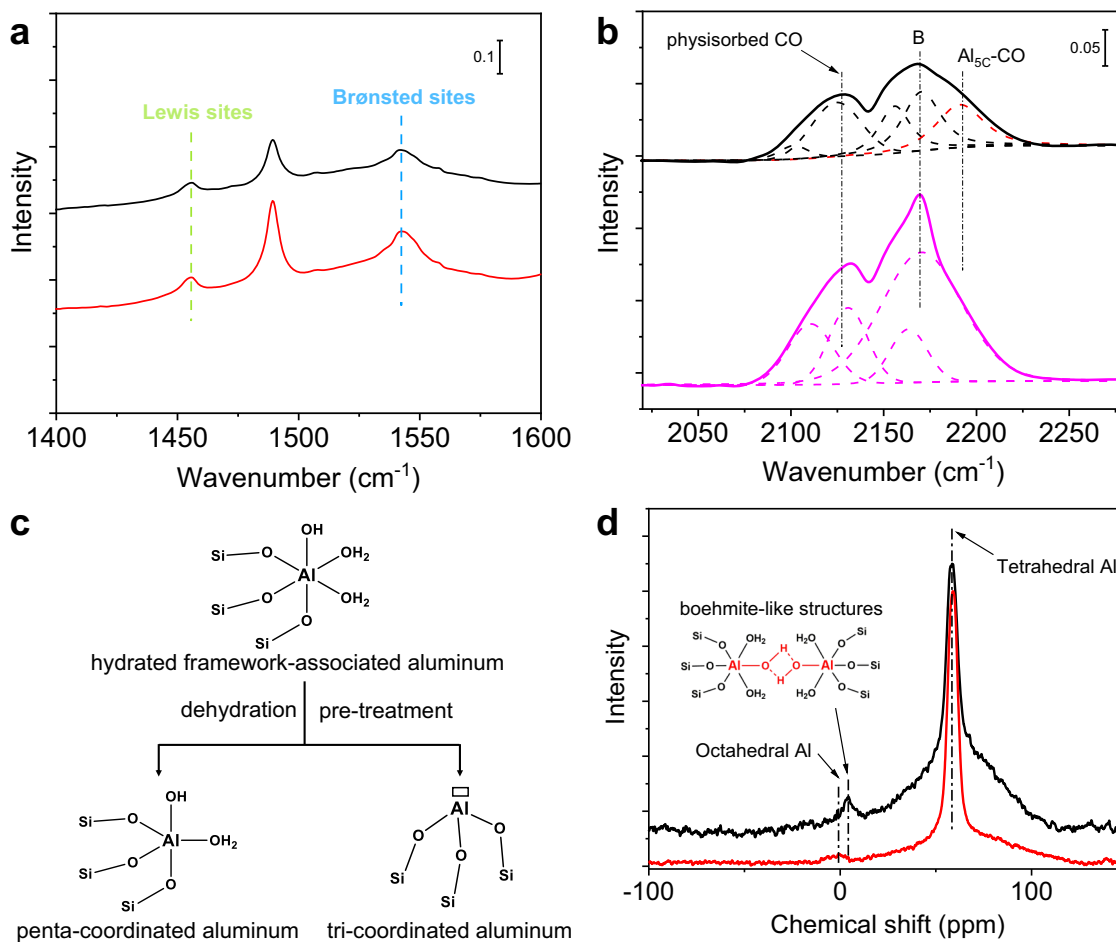 a
0.1
Lewis sites
Brønsted sites
Intensity
1400 1450 1500 1550 1600
Wavenumber (cm⁻¹)
b
physisorbed CO
B
Al₅C-CO
0.05
Intensity
2050 2100 2150 2200 2250
Wavenumber (cm⁻¹)
c
OH
Si O OH₂
Al
Si O OH₂
O
Si
hydrated framework-associated aluminum
dehydration pre-treatment
OH
Si O
Al OH₂
Si O
O
Si
penta-coordinated aluminum
Al
O O O
Si Si Si
tri-coordinated aluminum
d
Tetrahedral Al
boehmite-like structures
Si O OH₂ H H₂O O Si
Si O Al O O Al O Si
Si O OH₂ H H₂O O Si
Octahedral Al
Intensity
-100 0 100
Chemical shift (ppm)